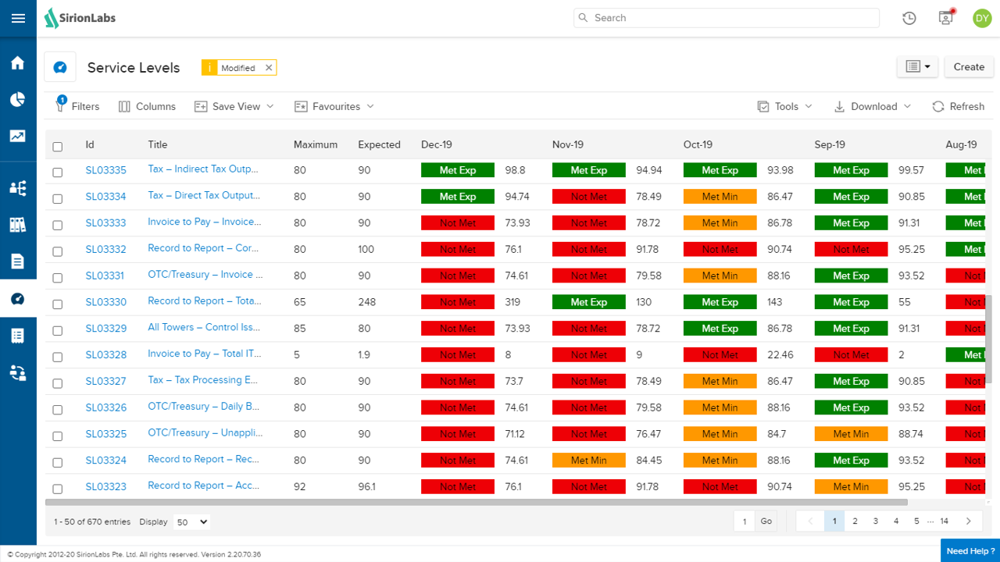 SirionLabs
Search
DY
Service Levels
i Modified
Create
1
Filters Columns Save View Favourites Tools Download Refresh
Id Title Maximum Expected Dec-19 Nov-19 Oct-19 Sep-19 Aug-19
SL03335 Tax – Indirect Tax Outp... 80 90 Met Exp 98.8 Met Exp 94.94 Met Exp 93.98 Met Exp 99.57 Met
SL03334 Tax – Direct Tax Output... 80 90 Met Exp 94.74 Not Met 78.49 Met Min 86.47 Met Exp 90.85 Met
SL03333 Invoice to Pay – Invoice... 80 90 Not Met 73.93 Not Met 78.72 Met Min 86.78 Met Exp 91.31 Met
SL03332 Record to Report – Cor... 80 100 Not Met 76.1 Not Met 91.78 Not Met 90.74 Not Met 95.25 Met
SL03331 OTC/Treasury – Invoice ... 80 90 Not Met 74.61 Not Met 79.58 Met Min 88.16 Met Exp 93.52 Not
SL03330 Record to Report – Tota... 65 248 Not Met 319 Met Exp 130 Met Exp 143 Met Exp 55 Not
SL03329 All Towers – Control Iss... 85 80 Not Met 73.93 Not Met 78.72 Met Exp 86.78 Met Exp 91.31 Not
SL03328 Invoice to Pay – Total IT... 5 1.9 Not Met 8 Not Met 9 Not Met 22.46 Not Met 2 Met
SL03327 Tax – Tax Processing E... 80 90 Not Met 73.7 Not Met 78.49 Met Min 86.47 Met Exp 90.85 Not
SL03326 OTC/Treasury – Daily B... 80 90 Not Met 74.61 Not Met 79.58 Met Min 88.16 Met Exp 93.52 Not
SL03325 OTC/Treasury – Unappli... 80 90 Not Met 71.12 Not Met 76.47 Met Min 84.7 Met Min 88.74 Not
SL03324 Record to Report – Rec... 80 90 Not Met 74.61 Met Min 84.45 Met Min 88.16 Met Exp 93.52 Not
SL03323 Record to Report – Acc... 92 96.1 Not Met 76.1 Not Met 91.78 Not Met 90.74 Met Min 95.25 Not
1 - 50 of 670 entries Display 50 1 Go 1 2 3 4 5 ... 14
© Copyright 2012-20 SirionLabs Pte. Ltd. All rights reserved. Version 2.20.70.36
Need Help ?